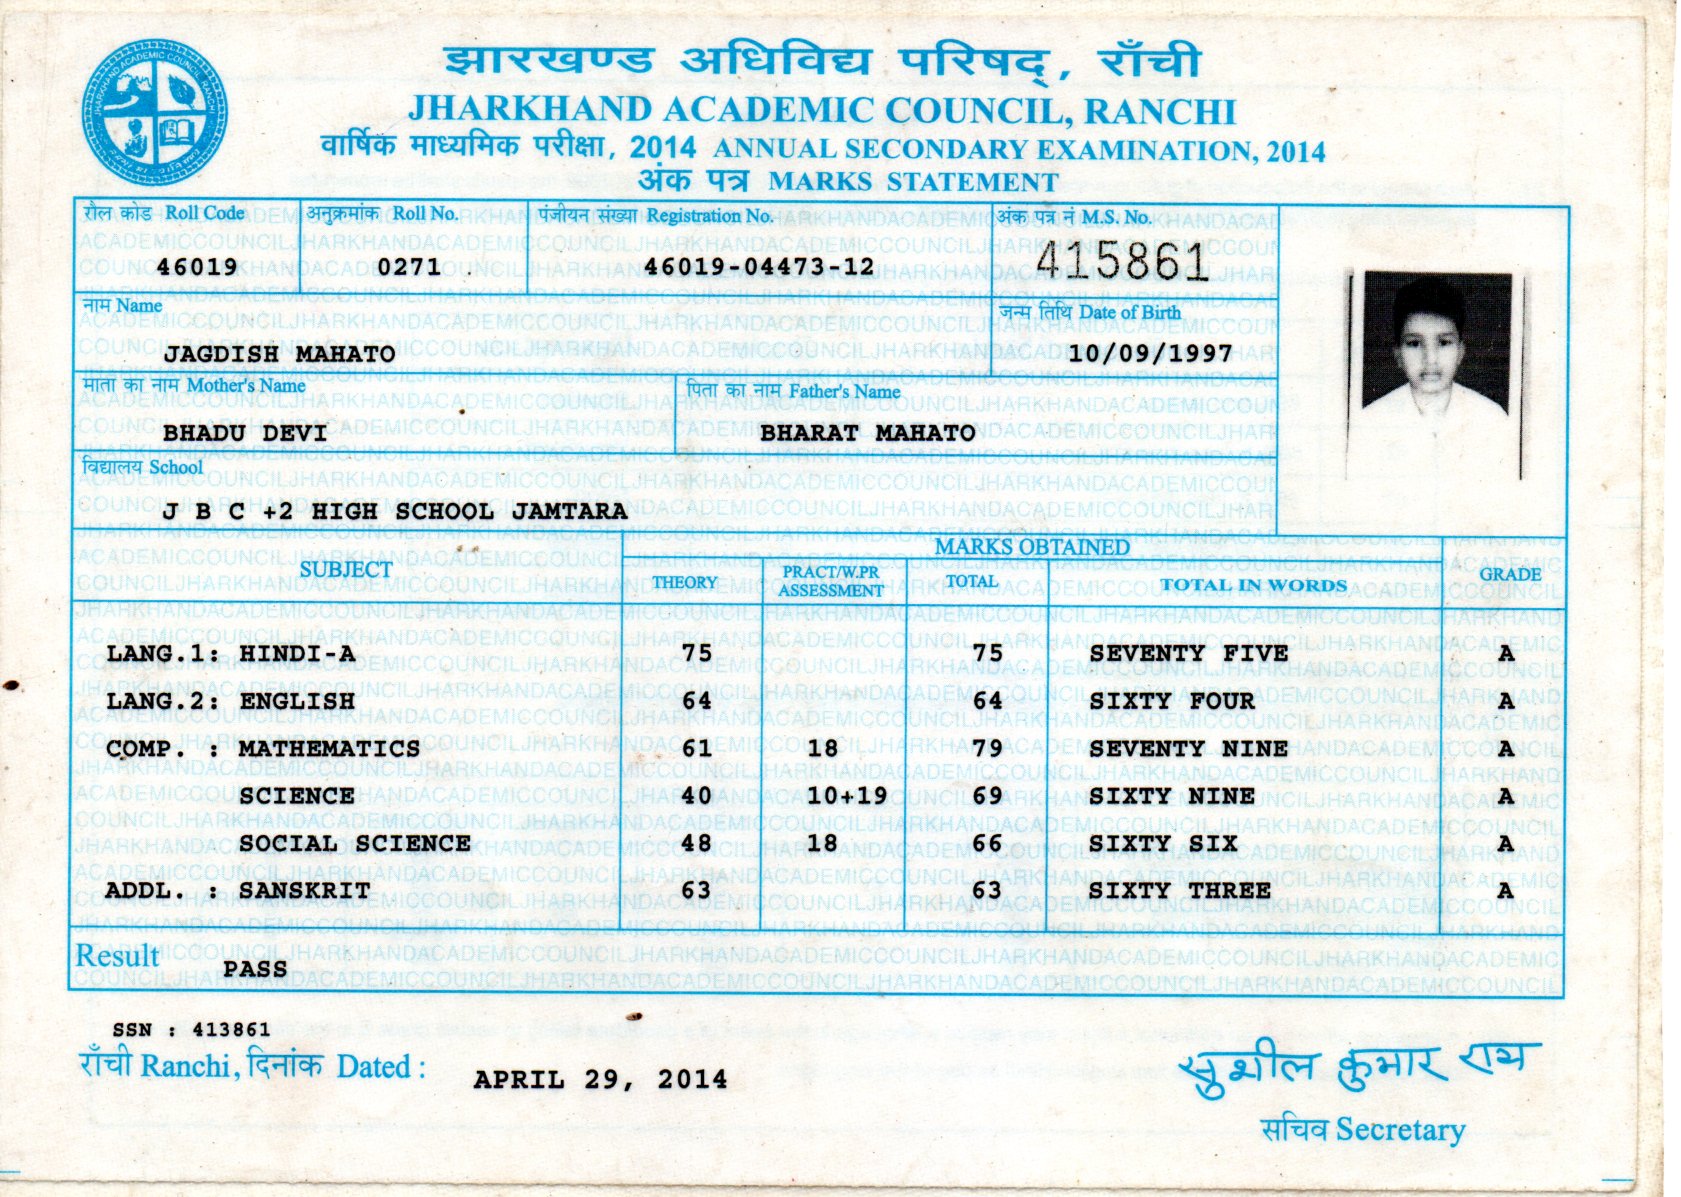 झारखण्ड अधिविद्य परिषद्, राँची
JHARKHAND ACADEMIC COUNCIL, RANCHI
वार्षिक माध्यमिक परीक्षा, 2014 ANNUAL SECONDARY EXAMINATION, 2014
अंक पत्र MARKS STATEMENT
रौल कोड Roll Code अनुक्रमांक Roll No. पंजीयन संख्या Registration No. अंक पत्र नं M.S. No.
46019 0271 46019-04473-12 415861
नाम Name जन्म तिथि Date of Birth
JAGDISH MAHATO 10/09/1997
माता का नाम Mother's Name पिता का नाम Father's Name
BHADU DEVI BHARAT MAHATO
विद्यालय School
J B C +2 HIGH SCHOOL JAMTARA
SUBJECT MARKS OBTAINED GRADE
THEORY PRACT/W.PR ASSESSMENT TOTAL TOTAL IN WORDS
LANG.1: HINDI-A 75 75 SEVENTY FIVE A
LANG.2: ENGLISH 64 64 SIXTY FOUR A
COMP. : MATHEMATICS 61 18 79 SEVENTY NINE A
SCIENCE 40 10+19 69 SIXTY NINE A
SOCIAL SCIENCE 48 18 66 SIXTY SIX A
ADDL. : SANSKRIT 63 63 SIXTY THREE A
Result PASS
SSN : 413861
राँची Ranchi, दिनांक Dated : APRIL 29, 2014
सुशील कुमार राय
सचिव Secretary